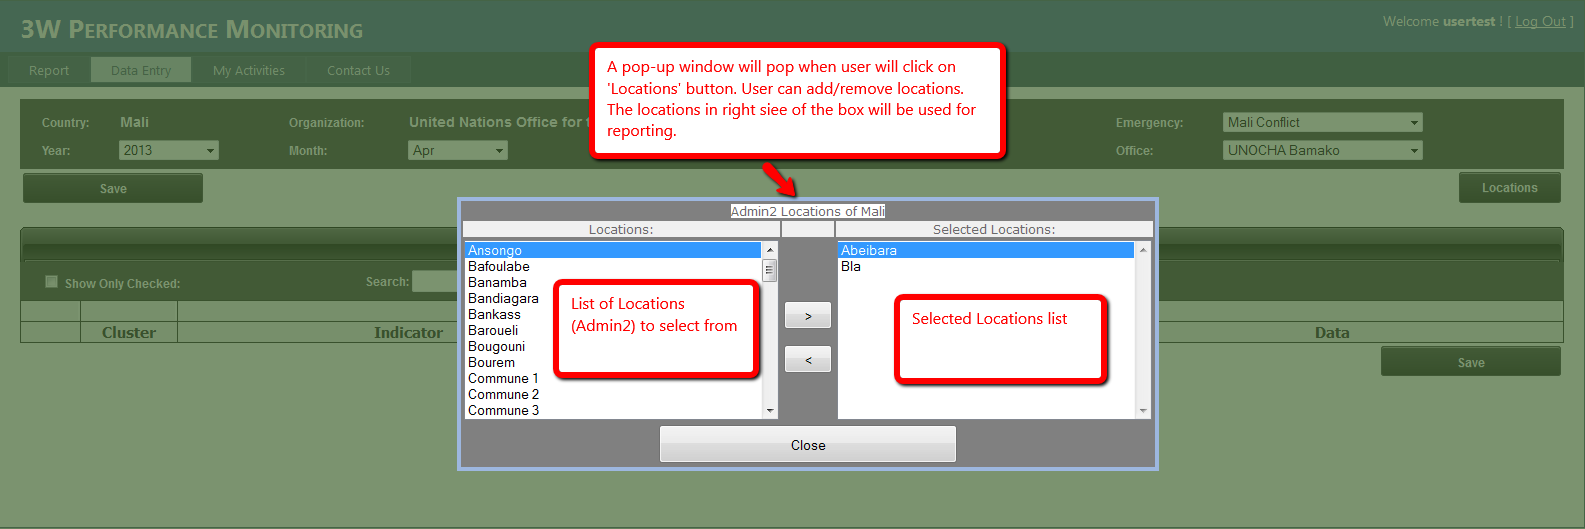 3W PERFORMANCE MONITORING
Welcome usertest ! [ Log Out ]
Report
Data Entry
My Activities
Contact Us
A pop-up window will pop when user will click on
'Locations' button. User can add/remove locations.
The locations in right siee of the box will be used for
reporting.
Country:
Mali
Organization:
United Nations Office for t
Emergency:
Mali Conflict
Year:
2013
Month:
Apr
Office:
UNOCHA Bamako
Save
Locations
Admin2 Locations of Mali
Locations:
Selected Locations:
Ansongo
Bafoulabe
Banamba
Bandiagara
Bankass
Baroueli
Bougouni
Bourem
Commune 1
Commune 2
Commune 3
List of Locations
(Admin2) to select from
>
<
Abeibara
Bla
Selected Locations list
Close
Show Only Checked:
Search:
Cluster
Indicator
Data
Save